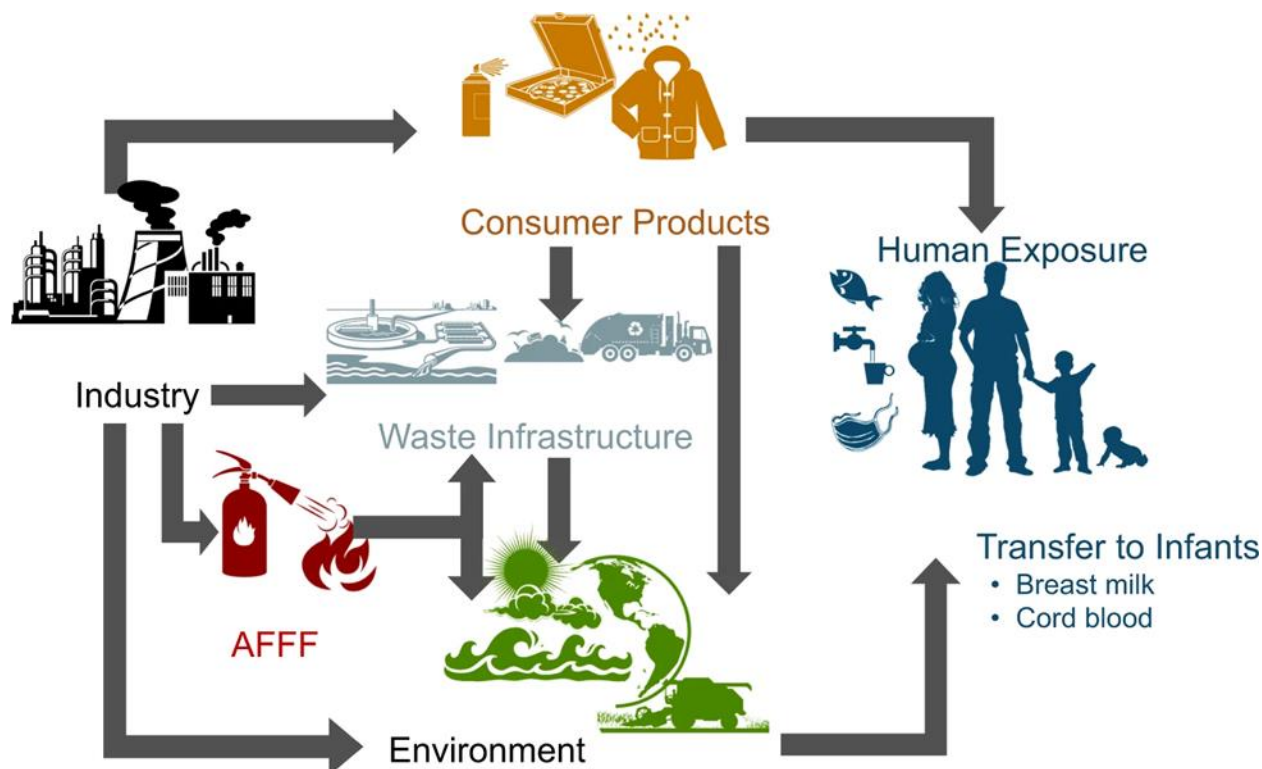 Consumer Products
Human Exposure
Industry
Waste Infrastructure
AFFF
Transfer to Infants
• Breast milk
• Cord blood
Environment